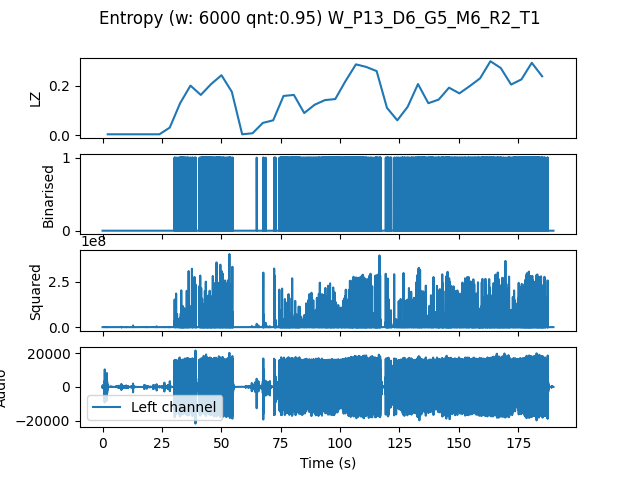 Entropy (w: 6000 qnt:0.95) W_P13_D6_G5_M6_R2_T1
LZ
0.2
0.0
Binarised
1
0
1e8
Squared
2.5
0.0
Audio
20000
0
−20000
Left channel
0 25 50 75 100 125 150 175
Time (s)